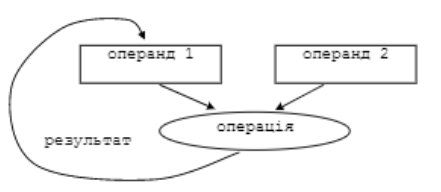 операнд 1
операнд 2
операція
результат